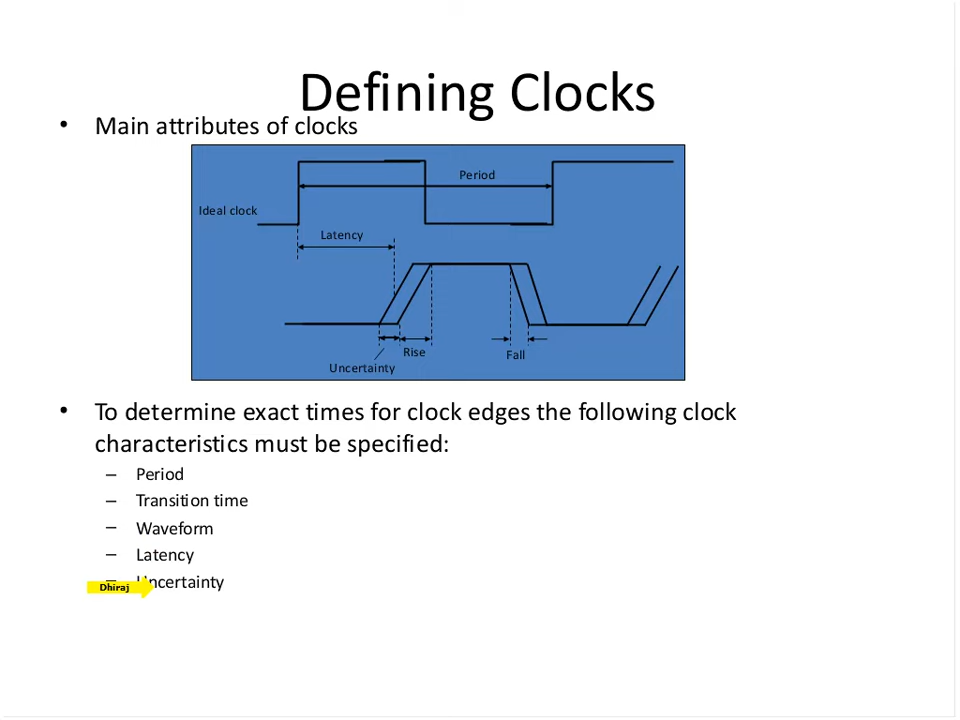 Defining Clocks
• Main attributes of clocks
Period
Ideal clock
Latency
Rise
Fall
Uncertainty
• To determine exact times for clock edges the following clock
characteristics must be specified:
– Period
– Transition time
– Waveform
– Latency
– Uncertainty
Dhiraj